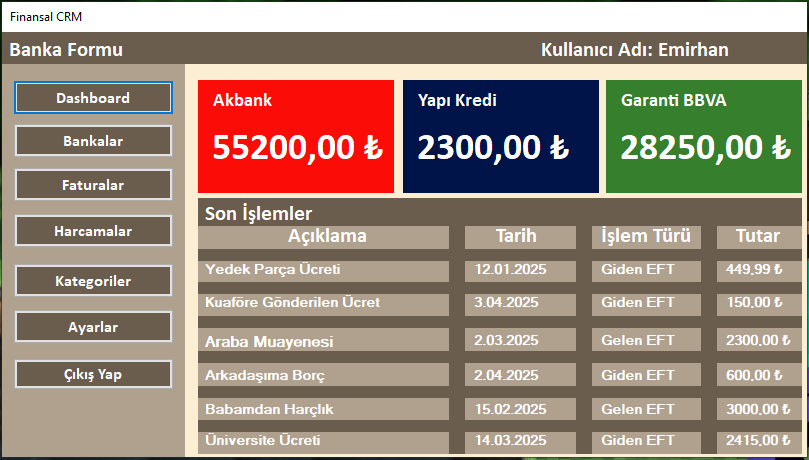 Finansal CRM
Banka Formu Kullanıcı Adı: Emirhan
Dashboard
Bankalar
Faturalar
Harcamalar
Kategoriler
Ayarlar
Çıkış Yap
Akbank
55200,00 ₺
Yapı Kredi
2300,00 ₺
Garanti BBVA
28250,00 ₺
Son İşlemler
Açıklama Tarih İşlem Türü Tutar
Yedek Parça Ücreti 12.01.2025 Giden EFT 449,99 ₺
Kuaföre Gönderilen Ücret 3.04.2025 Giden EFT 150,00 ₺
Araba Muayenesi 2.03.2025 Gelen EFT 2300,00 ₺
Arkadaşıma Borç 2.04.2025 Giden EFT 600,00 ₺
Babamdan Harçlık 15.02.2025 Gelen EFT 3000,00 ₺
Üniversite Ücreti 14.03.2025 Giden EFT 2415,00 ₺